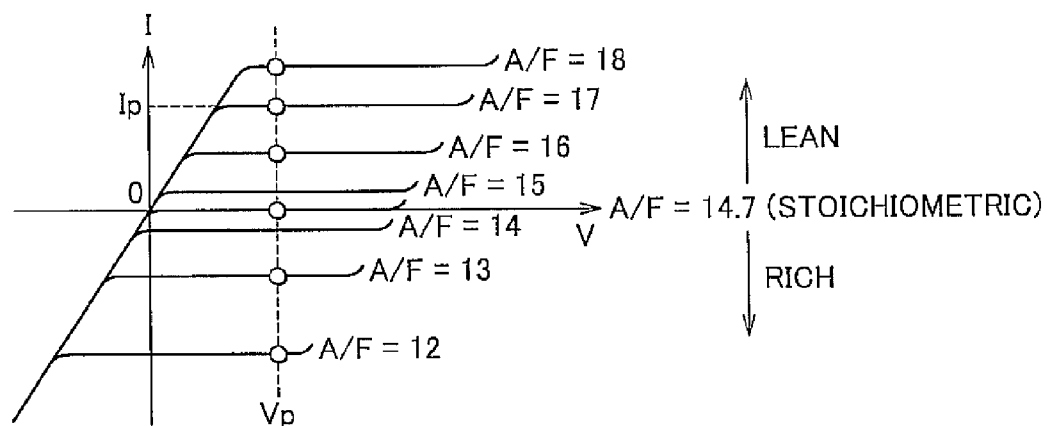 I
A/F = 18
Ip
A/F = 17
LEAN
A/F = 16
0
A/F = 15
A/F = 14.7 (STOICHIOMETRIC)
V
A/F = 14
A/F = 13
RICH
A/F = 12
Vp